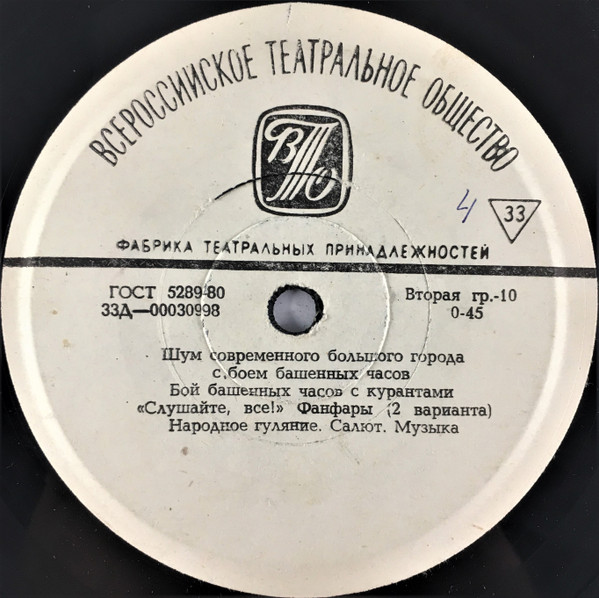 ВСЕРОССИЙСКОЕ ТЕАТРАЛЬНОЕ ОБЩЕСТВО
ВТО
4
33
ФАБРИКА ТЕАТРАЛЬНЫХ ПРИНАДЛЕЖНОСТЕЙ
ГОСТ 5289-80
Вторая гр.-10
33Д—00030998
0-45
Шум современного большого города
с боем башенных часов
Бой башенных часов с курантами
«Слушайте, все!» Фанфары (2 варианта)
Народное гуляние. Салют. Музыка